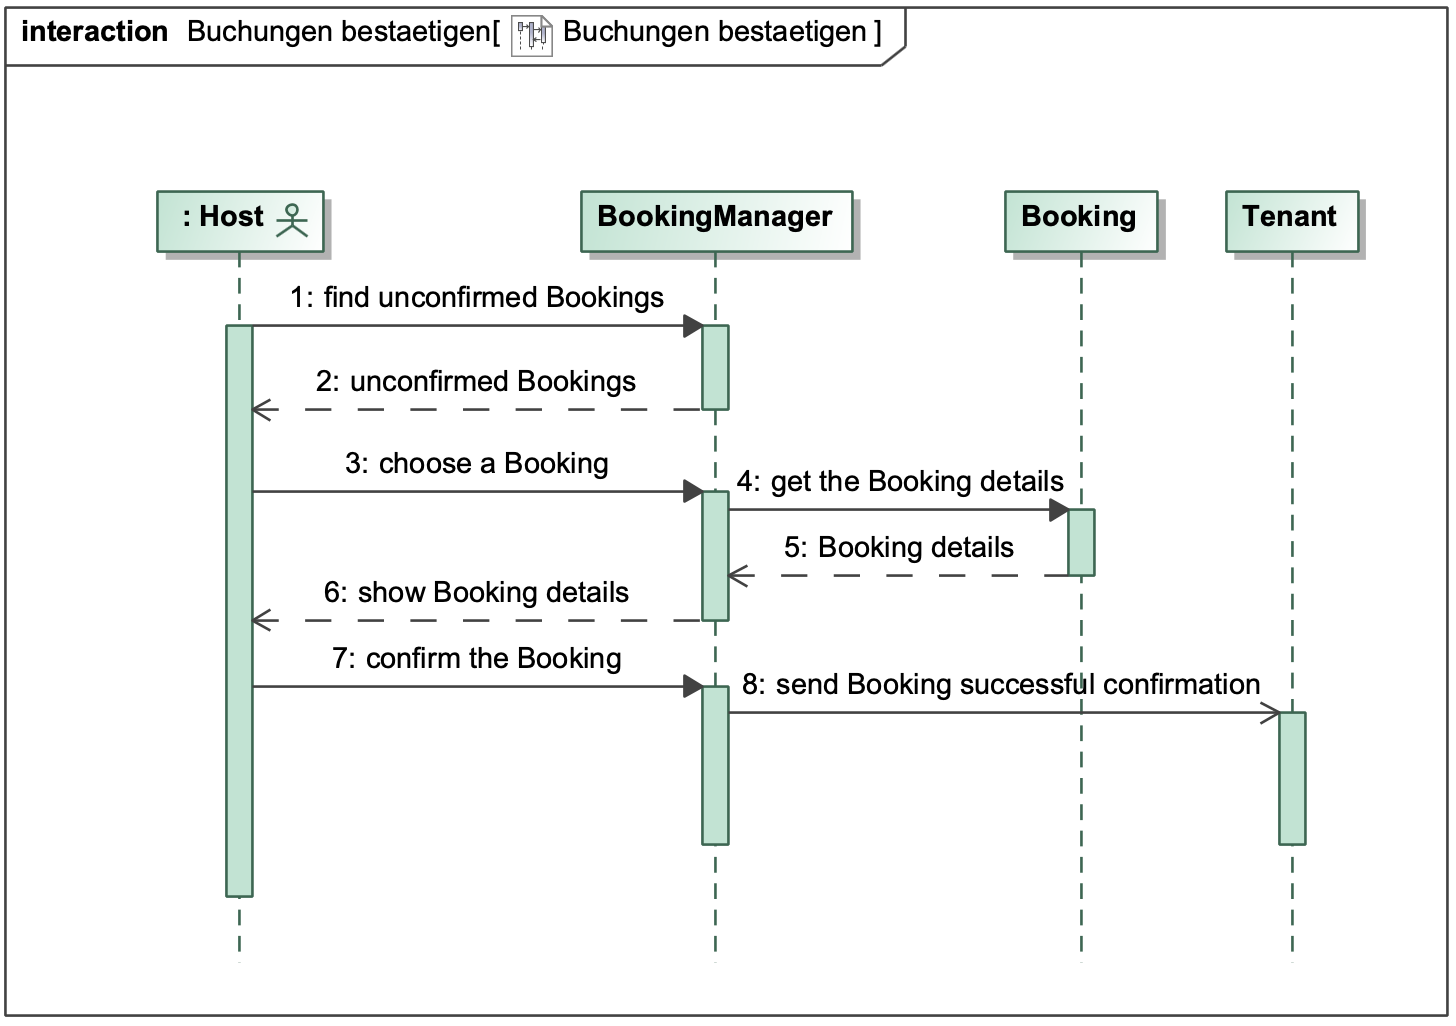 interaction Buchungen bestaetigen[ Buchungen bestaetigen ]
: Host
BookingManager
Booking
Tenant
1: find unconfirmed Bookings
2: unconfirmed Bookings
3: choose a Booking
4: get the Booking details
5: Booking details
6: show Booking details
7: confirm the Booking
8: send Booking successful confirmation